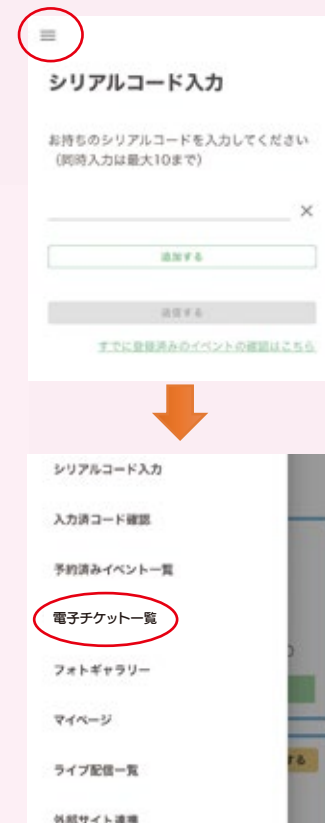 シリアルコード入力
お持ちのシリアルコードを入力してください
（同時入力は最大10まで）
追加する
送信する
すでに登録済みのイベントの確認はこちら
シリアルコード入力
入力済コード確認
予約済みイベント一覧
電子チケット一覧
フォトギャラリー
マイページ
ライブ配信一覧
外部サイト連携